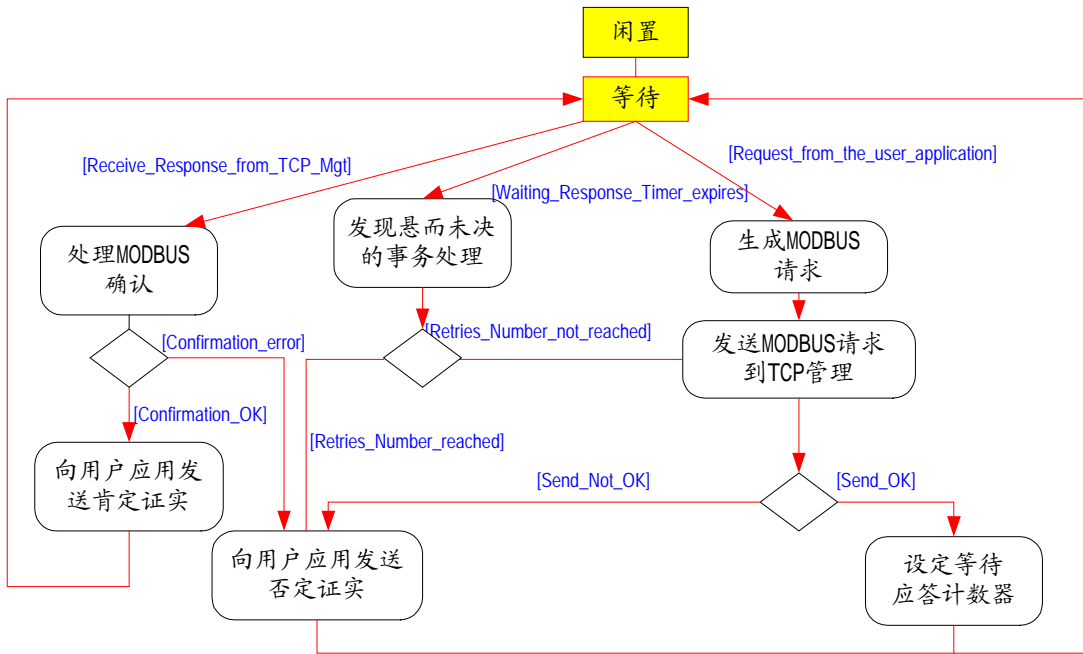 闲置
等待
[Receive_Response_from_TCP_Mgt]
[Request_from_the_user_application]
[Waiting_Response_Timer_expires]
处理MODBUS
确认
发现悬而未决
的事务处理
生成MODBUS
请求
[Confirmation_error]
[Retries_Number_not_reached]
发送MODBUS请求
到TCP管理
[Confirmation_OK]
[Retries_Number_reached]
向用户应用发
送肯定证实
[Send_Not_OK]
[Send_OK]
向用户应用发送
否定证实
设定等待
应答计数器